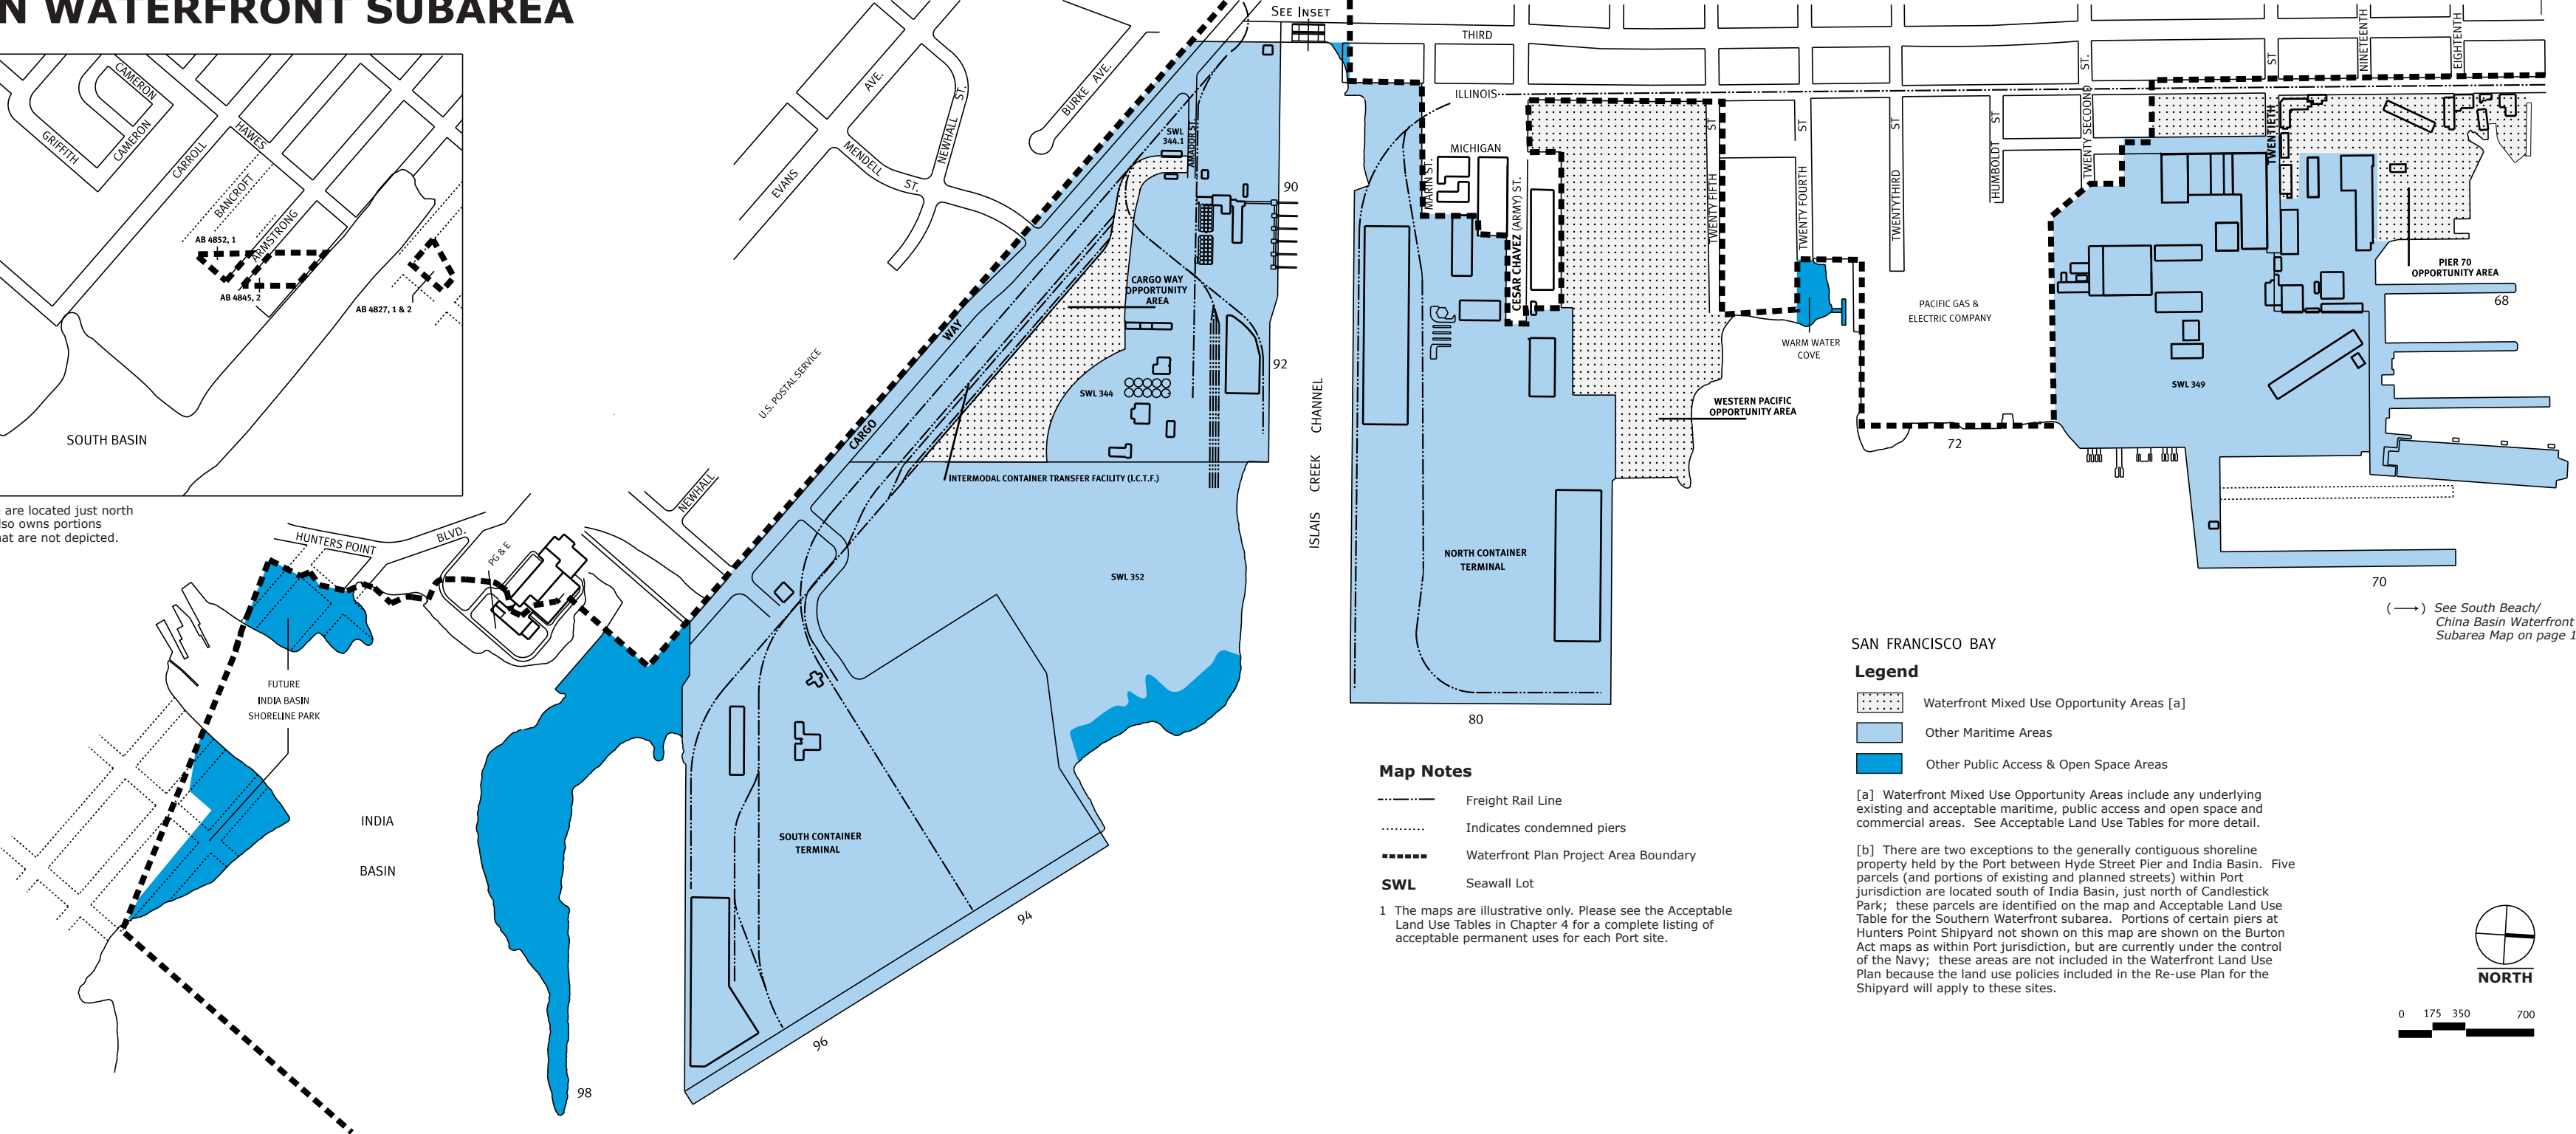 N WATERFRONT SUBAREA
CAMERON
CAMERON
GRIFFITH
CARROLL
HAWES
BANCROFT
ARMSTRONG
AB 4852, 1
AB 4845, 2
AB 4827, 1 & 2
SOUTH BASIN
are located just north
lso owns portions
hat are not depicted.
SEE INSET
THIRD
ILLINOIS
MICHIGAN
MARIN ST.
CESAR CHAVEZ (ARMY) ST.
TWENTY FIFTH
ST
TWENTY FOURTH
ST
TWENTYTHIRD
ST
HUMBOLDT
ST
TWENTY SECOOND
ST.
TWENTIETH
ST
NINETEENTH
EIGHTENTH
EVANS
AVE.
MENDELL
ST.
NEWHALL
ST.
BURKE AVE.
AMADOR ST.
SWL
344.1
90
CARGO WAY
OPPORTUNITY
AREA
92
SWL 344
U.S. POSTAL SERVICE
CARGO
WAY
INTERMODAL CONTAINER TRANSFER FACILITY (I.C.T.F.)
ISLAIS CREEK CHANNEL
WARM WATER
COVE
PACIFIC GAS &
ELECTRIC COMPANY
WESTERN PACIFIC
OPPORTUNITY AREA
72
PIER 70
OPPORTUNITY AREA
68
SWL 349
70
NORTH CONTAINER
TERMINAL
80
SWL 352
NEWHALL
HUNTERS POINT
BLVD.
PG & E
FUTURE
INDIA BASIN
SHORELINE PARK
INDIA
BASIN
SOUTH CONTAINER
TERMINAL
94
96
98
(→) See South Beach/
China Basin Waterfront
Subarea Map on page 1
SAN FRANCISCO BAY
Legend
Waterfront Mixed Use Opportunity Areas [a]
Other Maritime Areas
Other Public Access & Open Space Areas
[a] Waterfront Mixed Use Opportunity Areas include any underlying
existing and acceptable maritime, public access and open space and
commercial areas. See Acceptable Land Use Tables for more detail.
[b] There are two exceptions to the generally contiguous shoreline
property held by the Port between Hyde Street Pier and India Basin. Five
parcels (and portions of existing and planned streets) within Port
jurisdiction are located south of India Basin, just north of Candlestick
Park; these parcels are identified on the map and Acceptable Land Use
Table for the Southern Waterfront subarea. Portions of certain piers at
Hunters Point Shipyard not shown on this map are shown on the Burton
Act maps as within Port jurisdiction, but are currently under the control
of the Navy; these areas are not included in the Waterfront Land Use
Plan because the land use policies included in the Re-use Plan for the
Shipyard will apply to these sites.
Map Notes
Freight Rail Line
Indicates condemned piers
Waterfront Plan Project Area Boundary
SWL Seawall Lot
1 The maps are illustrative only. Please see the Acceptable
Land Use Tables in Chapter 4 for a complete listing of
acceptable permanent uses for each Port site.
NORTH
0 175 350 700